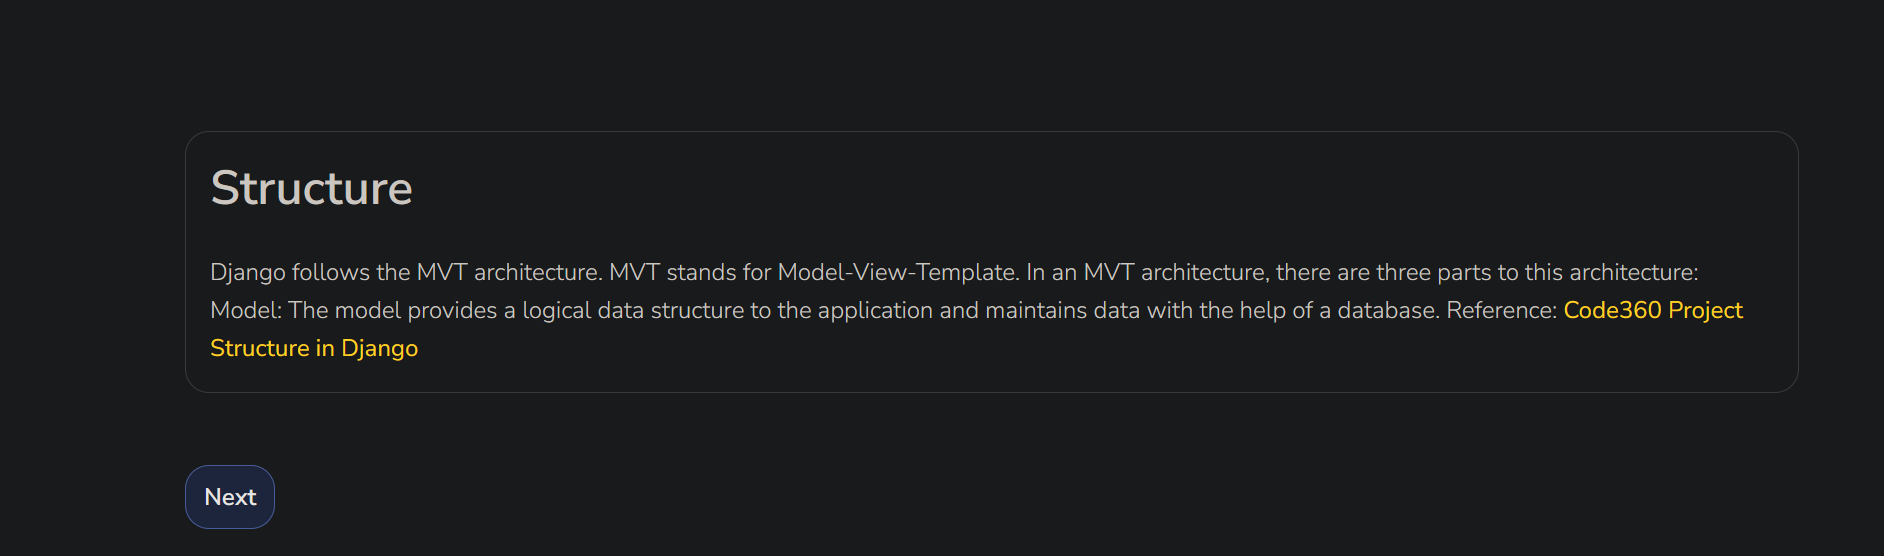 Structure
Django follows the MVT architecture. MVT stands for Model-View-Template. In an MVT architecture, there are three parts to this architecture:
Model: The model provides a logical data structure to the application and maintains data with the help of a database. Reference: Code360 Project
Structure in Django
Next